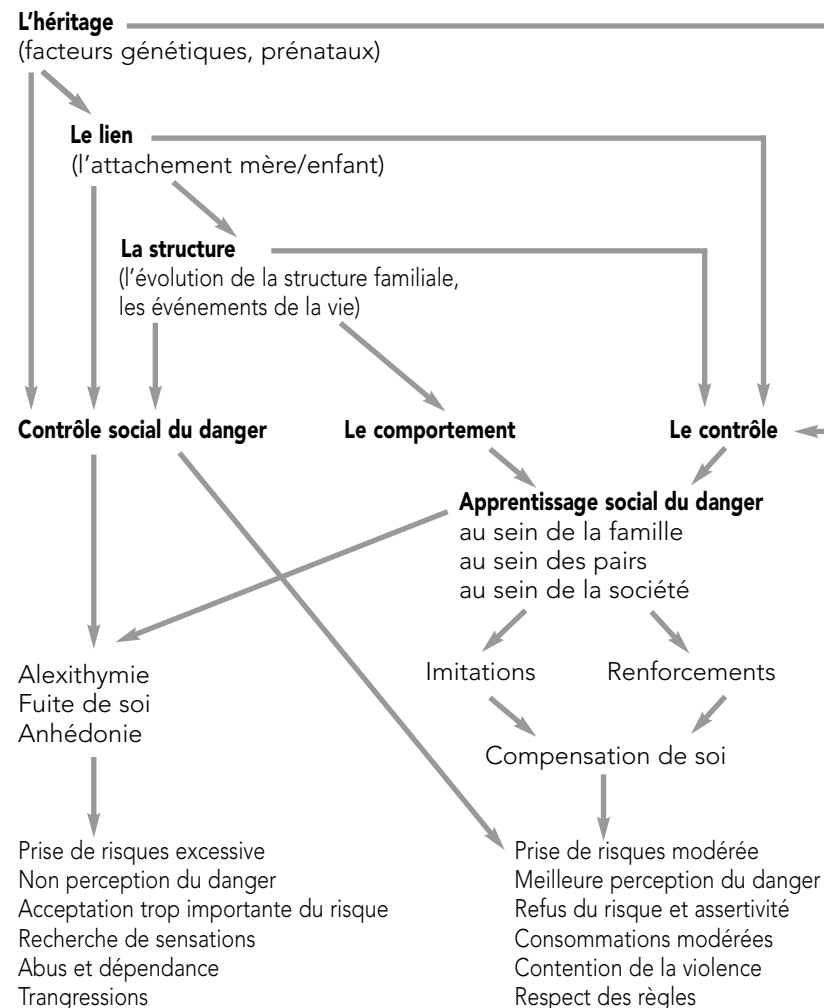 L'héritage
(facteurs génétiques, prénataux)
Le lien
(l'attachement mère/enfant)
La structure
(l'évolution de la structure familiale,
les événements de la vie)
Contrôle social du danger
Le comportement
Le contrôle
Apprentissage social du danger
au sein de la famille
au sein des pairs
au sein de la société
Alexithymie
Fuite de soi
Anhédonie
Imitations
Renforcements
Compensation de soi
Prise de risques excessive
Non perception du danger
Acceptation trop importante du risque
Recherche de sensations
Abus et dépendance
Trangressions
Prise de risques modérée
Meilleure perception du danger
Refus du risque et assertivité
Consommations modérées
Contention de la violence
Respect des règles